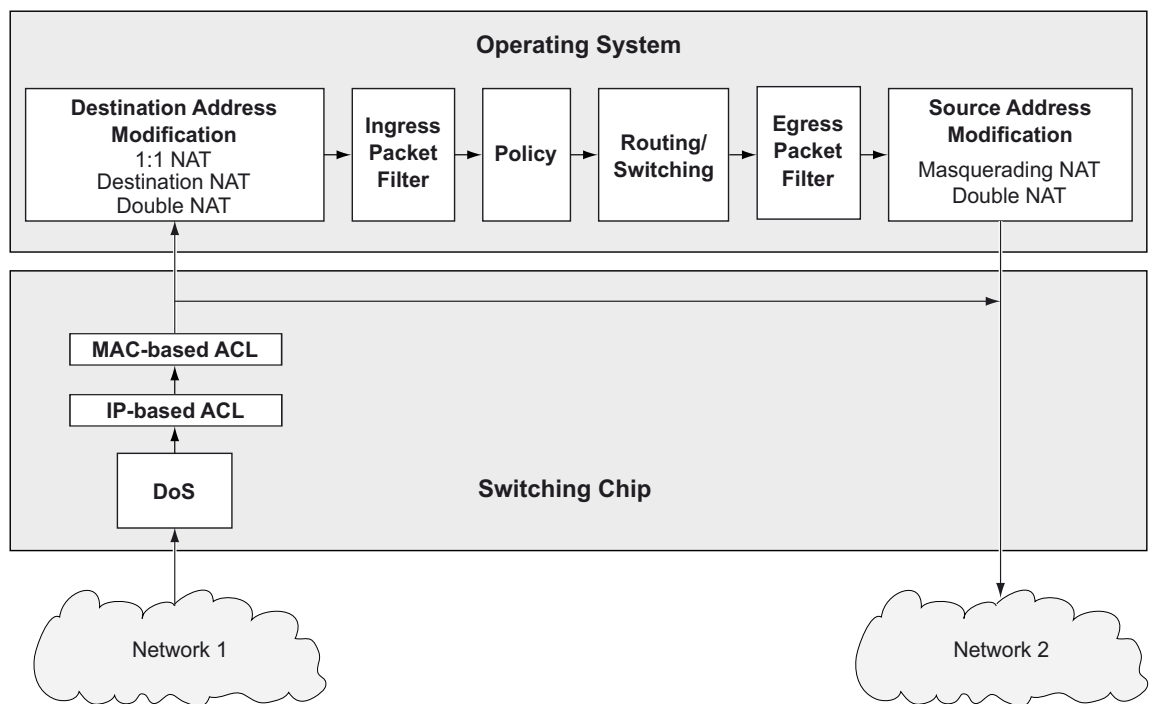 Operating System
Destination Address
Modification
1:1 NAT
Destination NAT
Double NAT
Ingress
Packet
Filter
Policy
Routing/
Switching
Egress
Packet
Filter
Source Address
Modification
Masquerading NAT
Double NAT
MAC-based ACL
IP-based ACL
DoS
Switching Chip
Network 1
Network 2